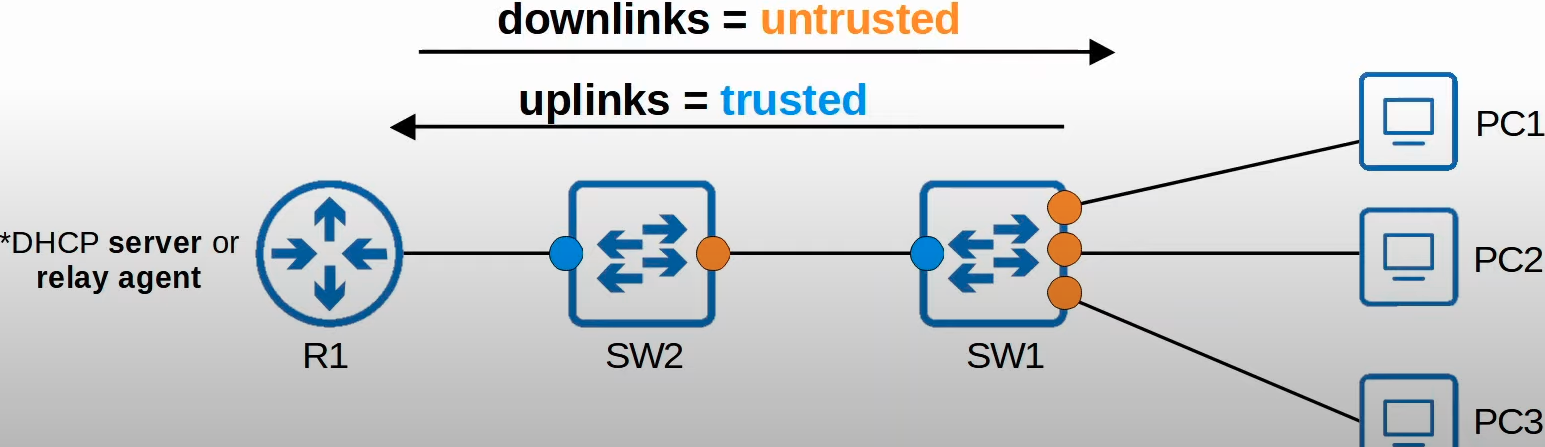 downlinks = untrusted
uplinks = trusted
PC1
*DHCP server or
relay agent
PC2
R1
SW2
SW1
PC3